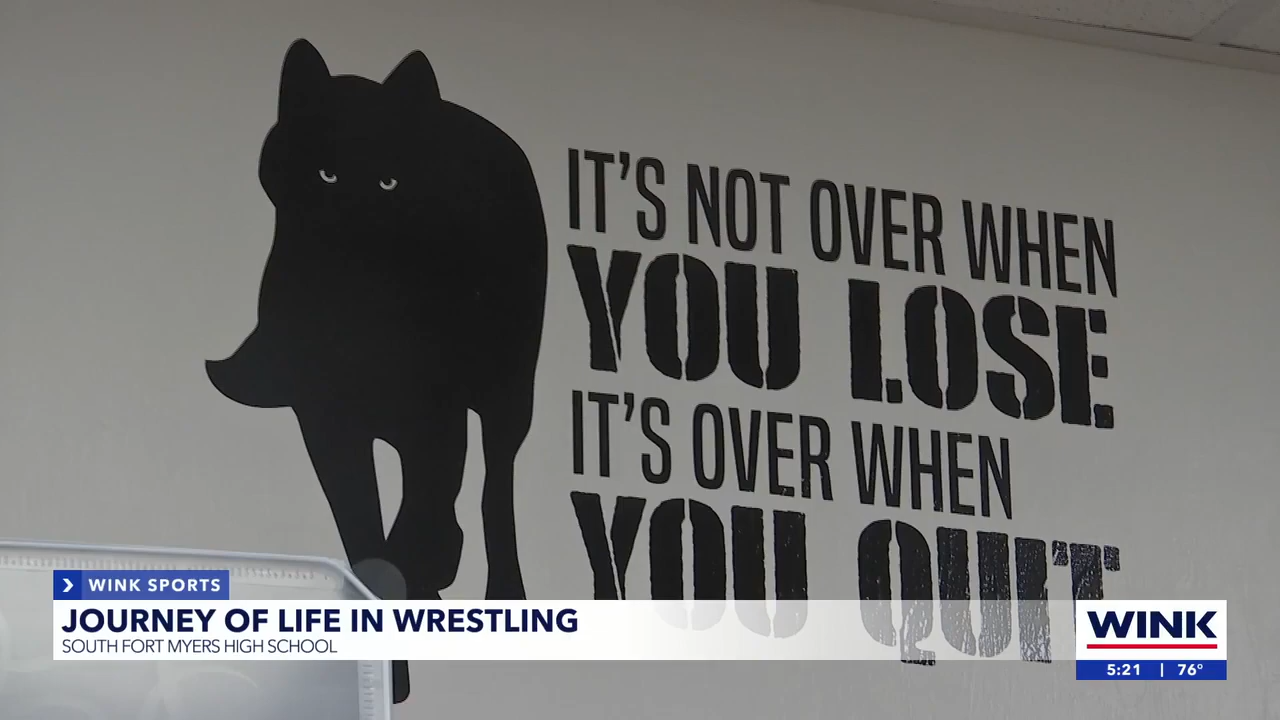 IT'S NOT OVER WHEN
YOU LOSE
IT'S OVER WHEN
YOU QUIT
WINK SPORTS
JOURNEY OF LIFE IN WRESTLING
SOUTH FORT MYERS HIGH SCHOOL
WINK
5:21 | 76°